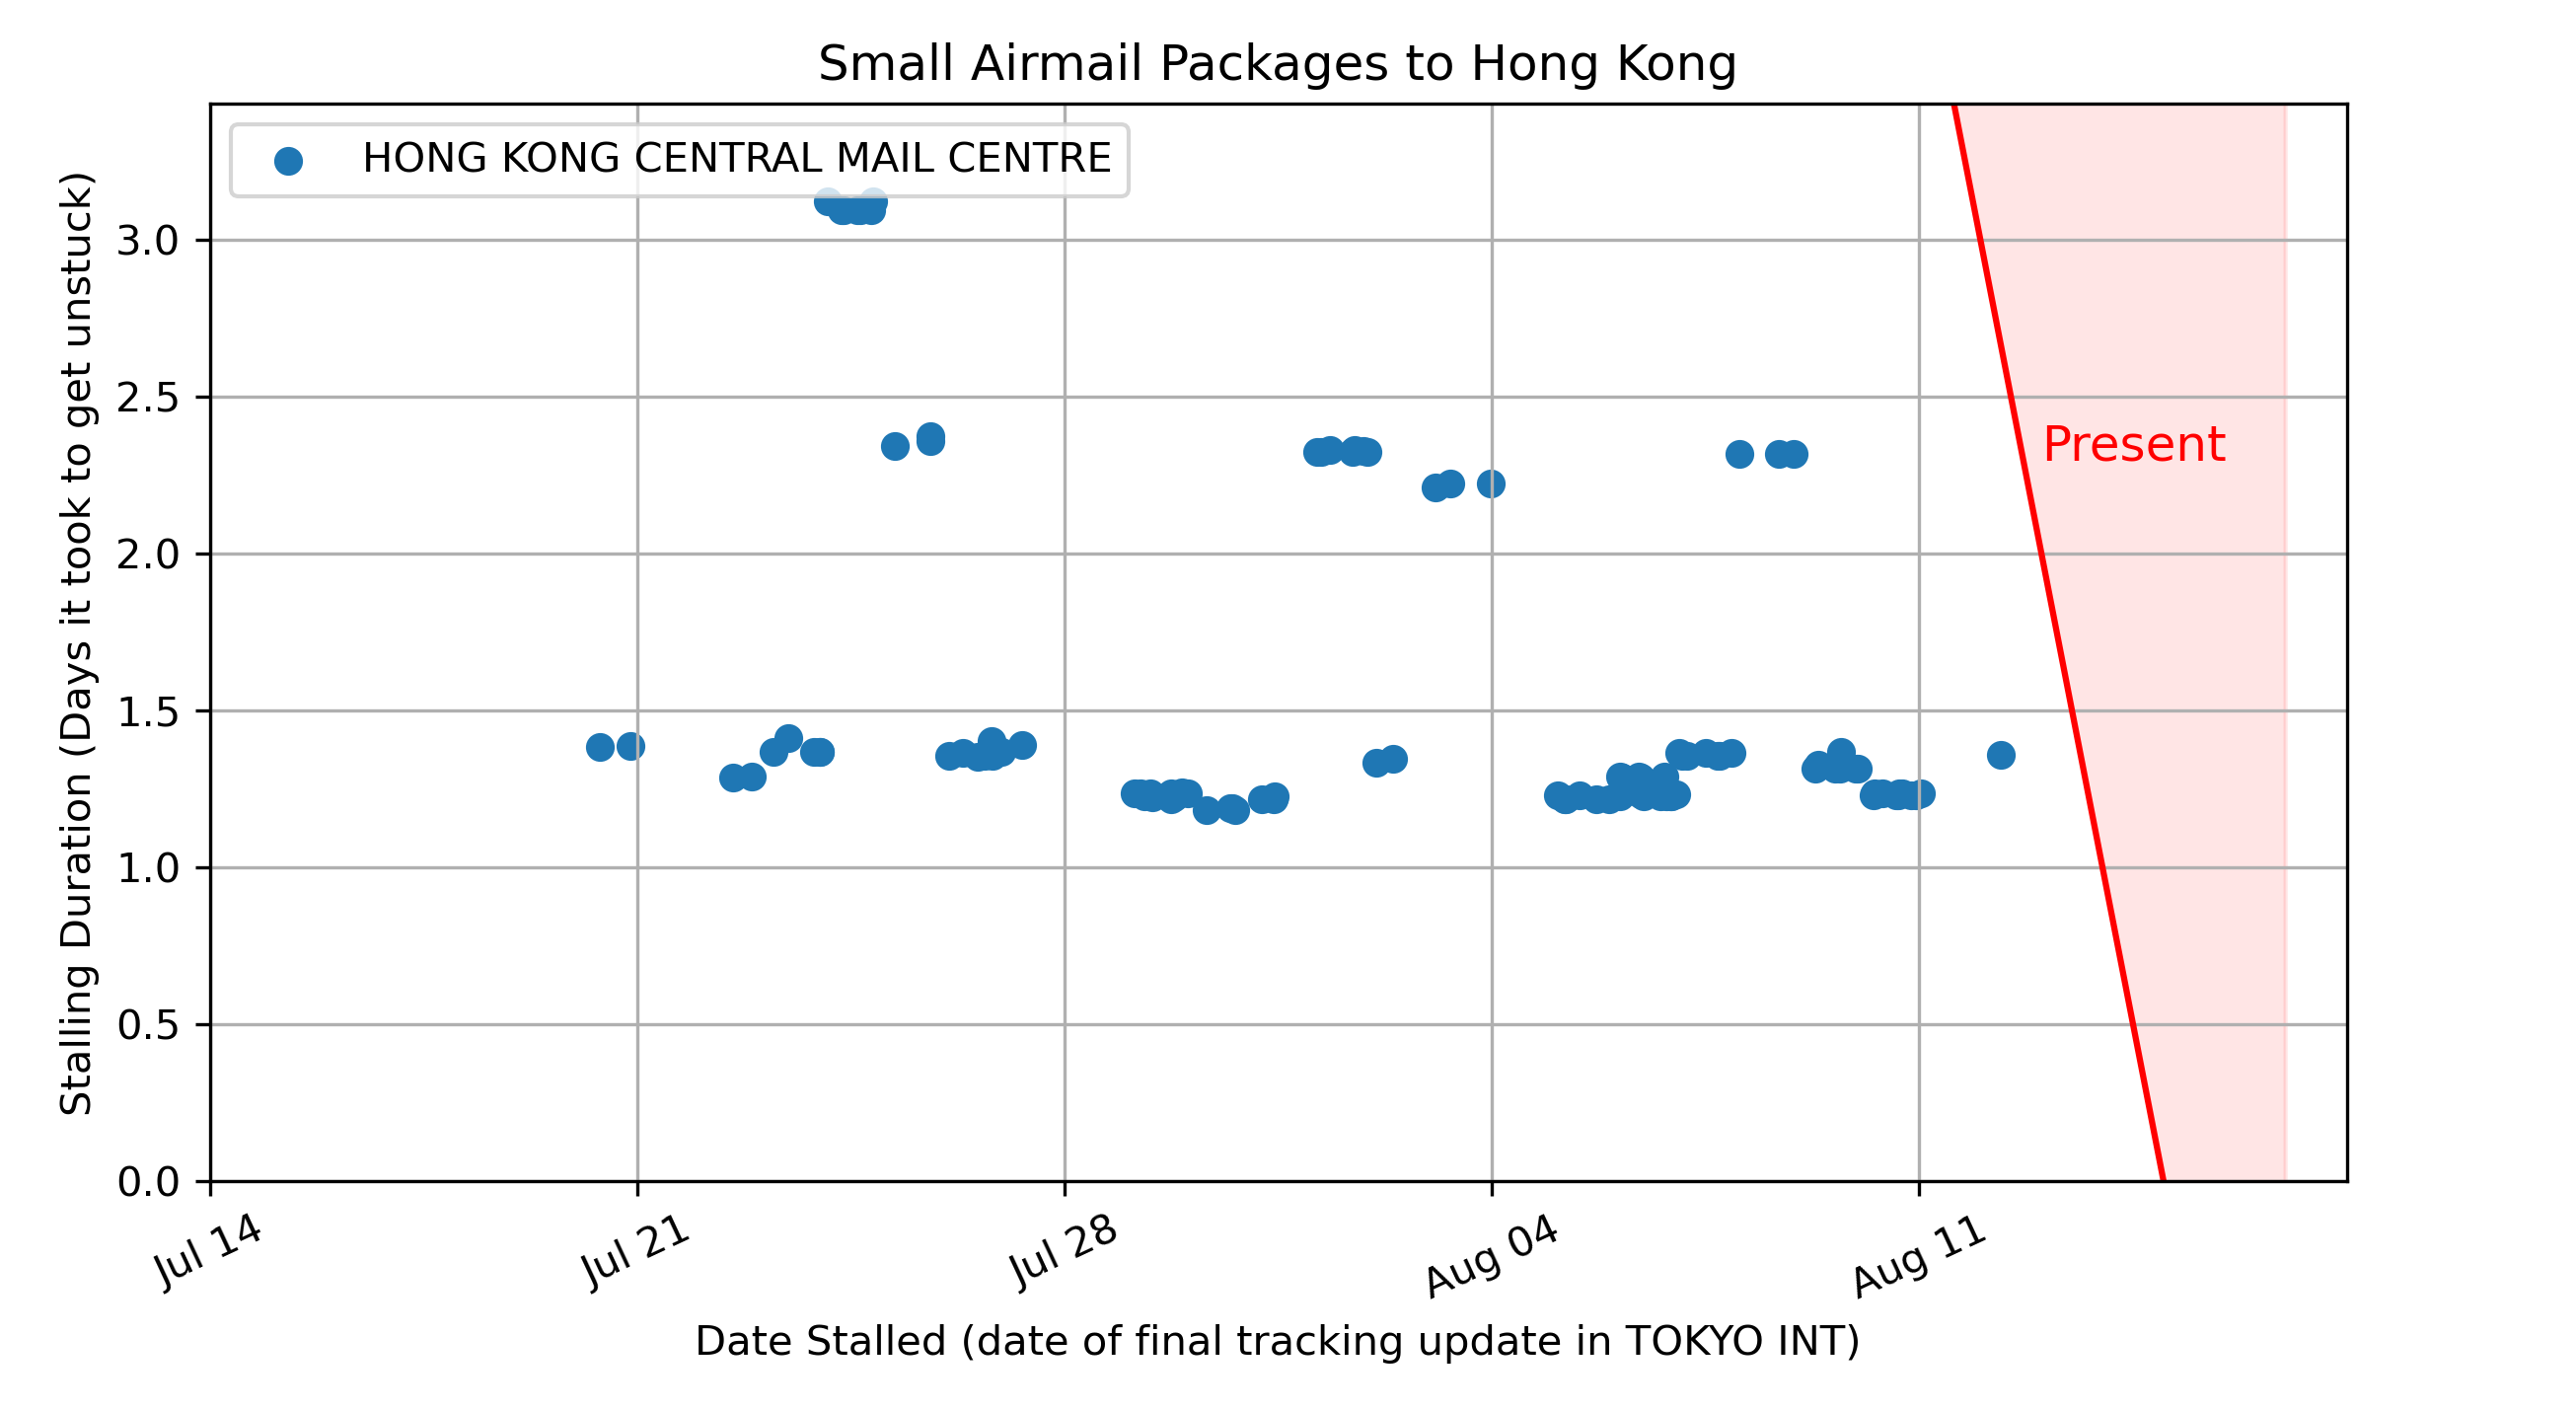 Small Airmail Packages to Hong Kong
HONG KONG CENTRAL MAIL CENTRE
Stalling Duration (Days it took to get unstuck)
3.0
2.5
2.0
1.5
1.0
0.5
0.0
Present
Jul 14
Jul 21
Jul 28
Aug 04
Aug 11
Date Stalled (date of final tracking update in TOKYO INT)